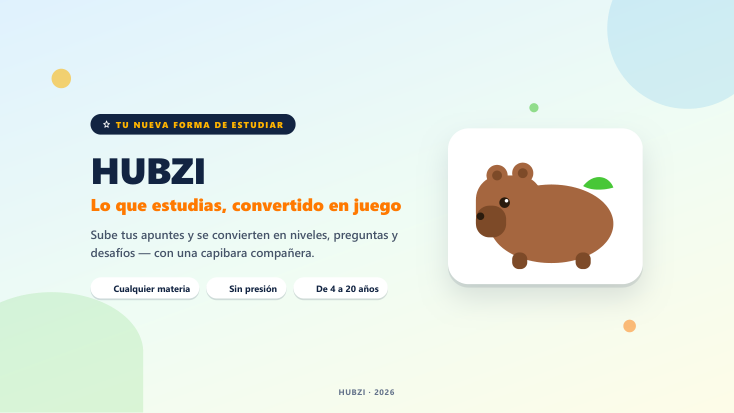 ☆ TU NUEVA FORMA DE ESTUDIAR
HUBZI
Lo que estudias, convertido en juego
Sube tus apuntes y se convierten en niveles, preguntas y
desafíos — con una capibara compañera.
Cualquier materia
Sin presión
De 4 a 20 años
HUBZI · 2026